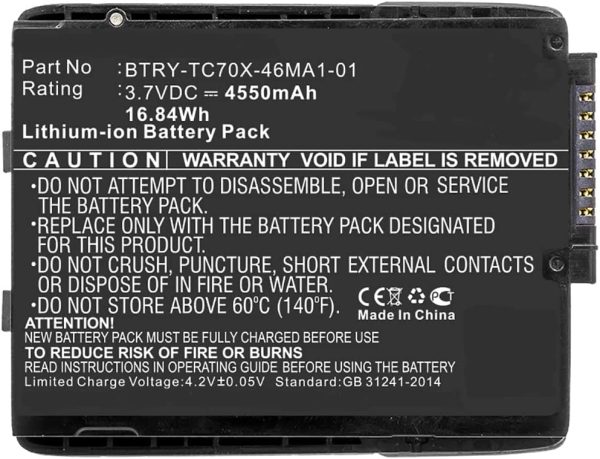 Part No : BTRY-TC70X-46MA1-01
Rating : 3.7VDC ⎓ 4550mAh
16.84Wh
Lithium-ion Battery Pack
CAUTION WARRANTY VOID IF LABEL IS REMOVED
•DO NOT ATTEMPT TO DISASSEMBLE, OPEN OR SERVICE
THE BATTERY PACK.
•REPLACE ONLY WITH THE BATTERY PACK DESIGNATED
FOR THIS EQUIPMENT.
•DO NOT CRUSH, PUNCTURE, SHORT EXTERNAL CONTACTS
OR DISPOSE OF IN FIRE OR WATER.
•DO NOT STORE ABOVE 60°C (140°F).
CE
Made In China
ATTENTION!
NEW BATTERY PACK MUST BE FULLY CHARGED BEFORE USE.
TO REDUCE RISK OF FIRE OR BURNS
READ INSTRUCTIONS IN OPERATING MANUAL BEFORE CHARGING AND USE.
Limited Charge Voltage:4.2V±0.05V Standard:GB 31241-2014